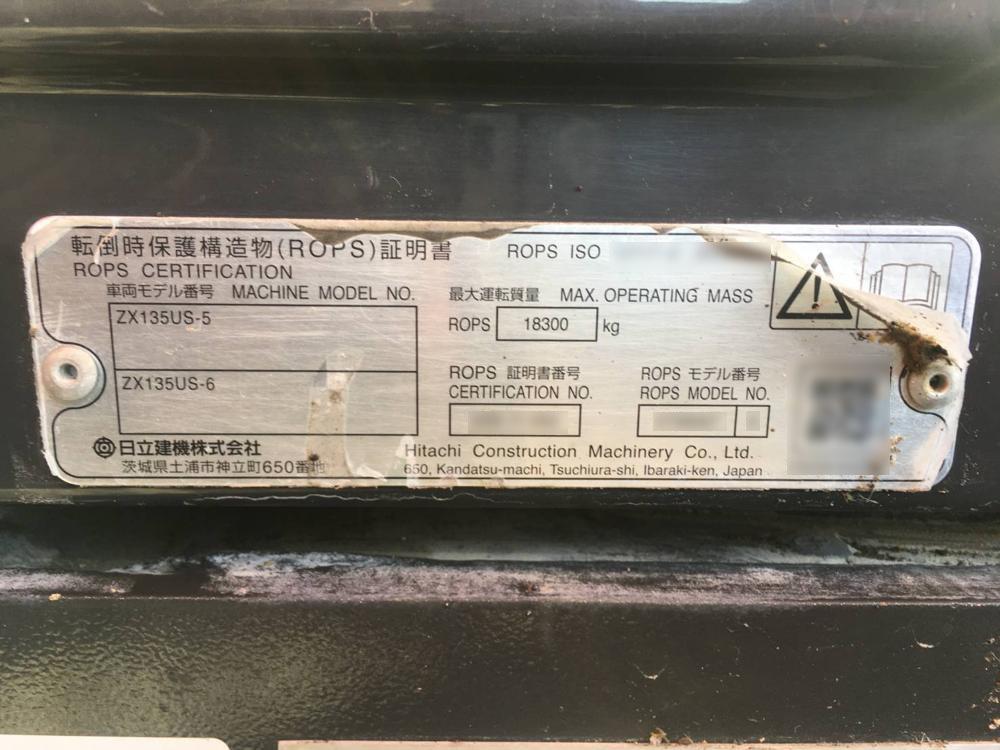 転倒時保護構造物(ROPS)証明書
ROPS CERTIFICATION
ROPS ISO
車両モデル番号 MACHINE MODEL NO.
ZX135US-5
ZX135US-6
最大運転質量 MAX. OPERATING MASS
ROPS 18300 kg
ROPS 証明書番号
CERTIFICATION NO.
ROPS モデル番号
ROPS MODEL NO.
日立建機株式会社
茨城県土浦市神立町650番地
Hitachi Construction Machinery Co., Ltd.
650, Kandatsu-machi, Tsuchiura-shi, Ibaraki-ken, Japan